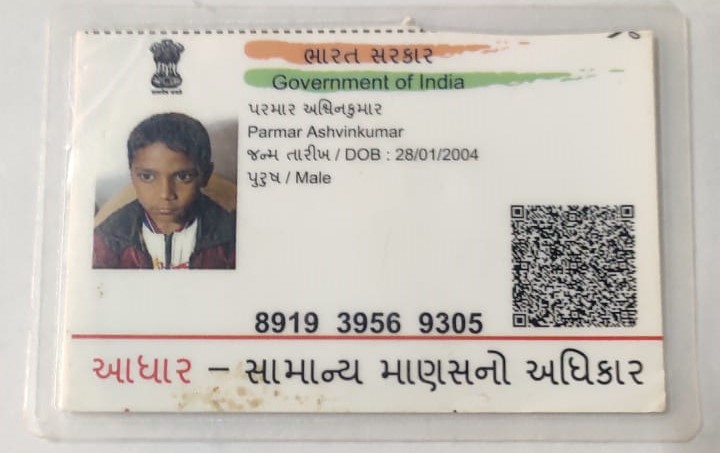 ભારત સરકાર
Government of India
પરમાર અશ્વિનકુમાર
Parmar Ashvinkumar
જન્મ તારીખ / DOB : 28/01/2004
પુરુષ / Male
8919 3956 9305
આધાર – સામાન્ય માણસનો અધિકાર